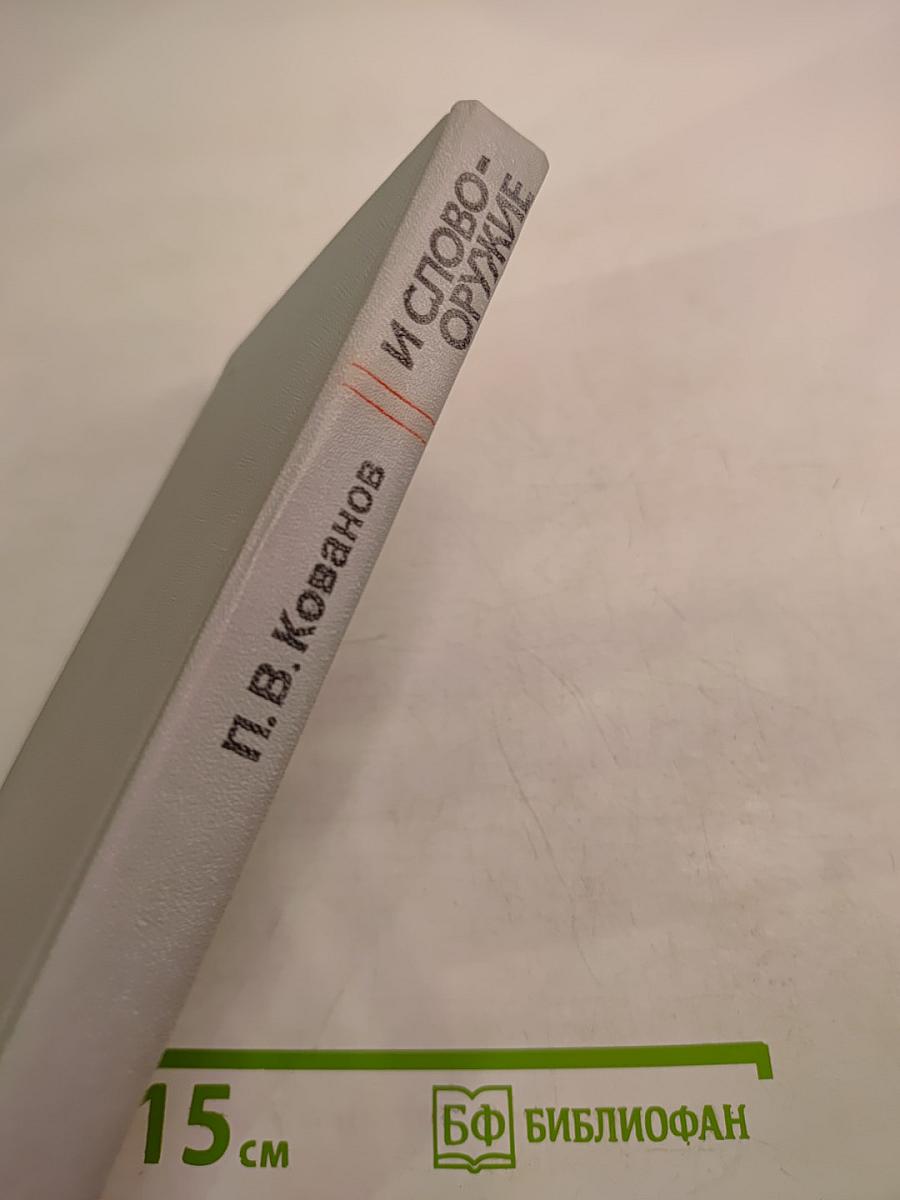 П. В. Кованов
И СЛОВО-
ОРУЖИЕ
15 см
БФ БИБЛИОФАН